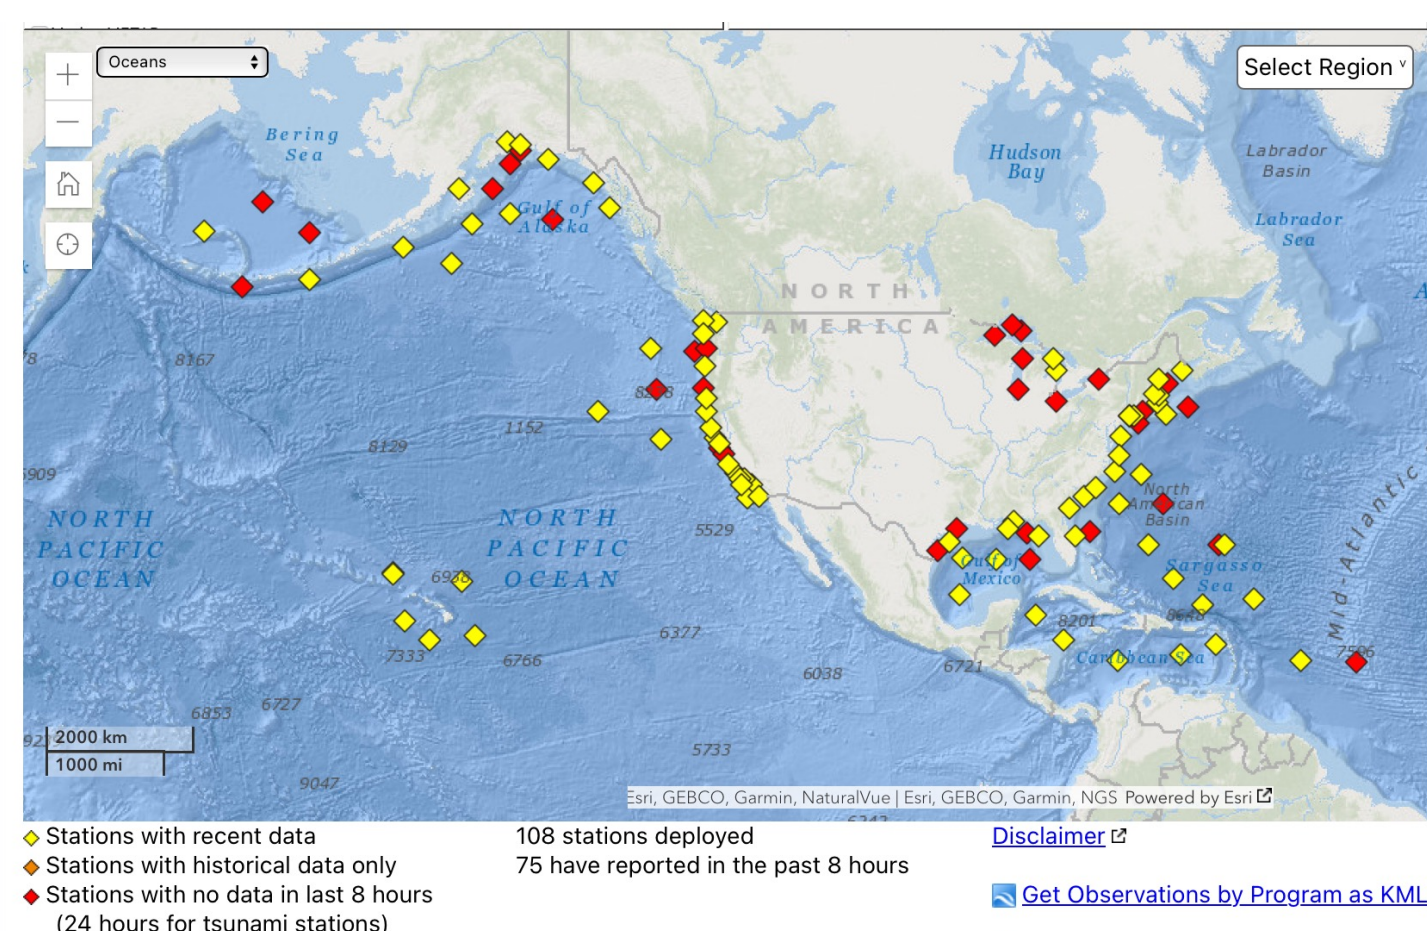 Oceans
Select Region
Bering
Sea
Hudson
Bay
Labrador
Basin
Labrador
Sea
Gulf of
Alaska
NORTH
AMERICA
8167
1152
8129
5909
NORTH
PACIFIC
OCEAN
NORTH
PACIFIC
OCEAN
5529
North
American
Basin
Mid-Atlantic
Gulf of
Mexico
Sargasso
Sea
6938
6377
8201
7333
6766
6038
6721
Caribbean Sea
6853
6727
2000 km
1000 mi
5733
9047
Esri, GEBCO, Garmin, NaturalVue | Esri, GEBCO, Garmin, NGS Powered by Esri
Stations with recent data
108 stations deployed
Disclaimer
Stations with historical data only
75 have reported in the past 8 hours
Stations with no data in last 8 hours
Get Observations by Program as KML
(24 hours for tsunami stations)